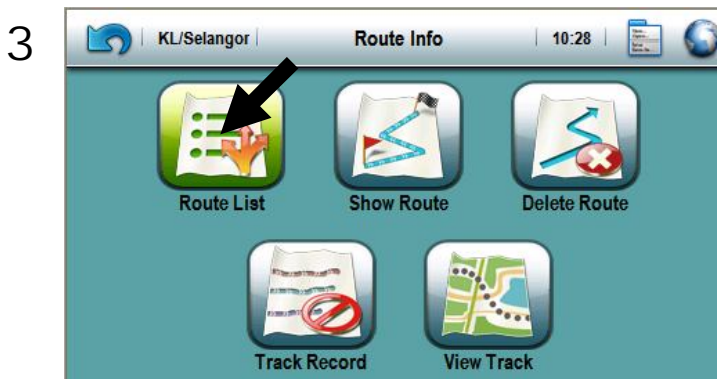 3
KL/Selangor Route Info 10:28
Route List Show Route Delete Route
Track Record View Track